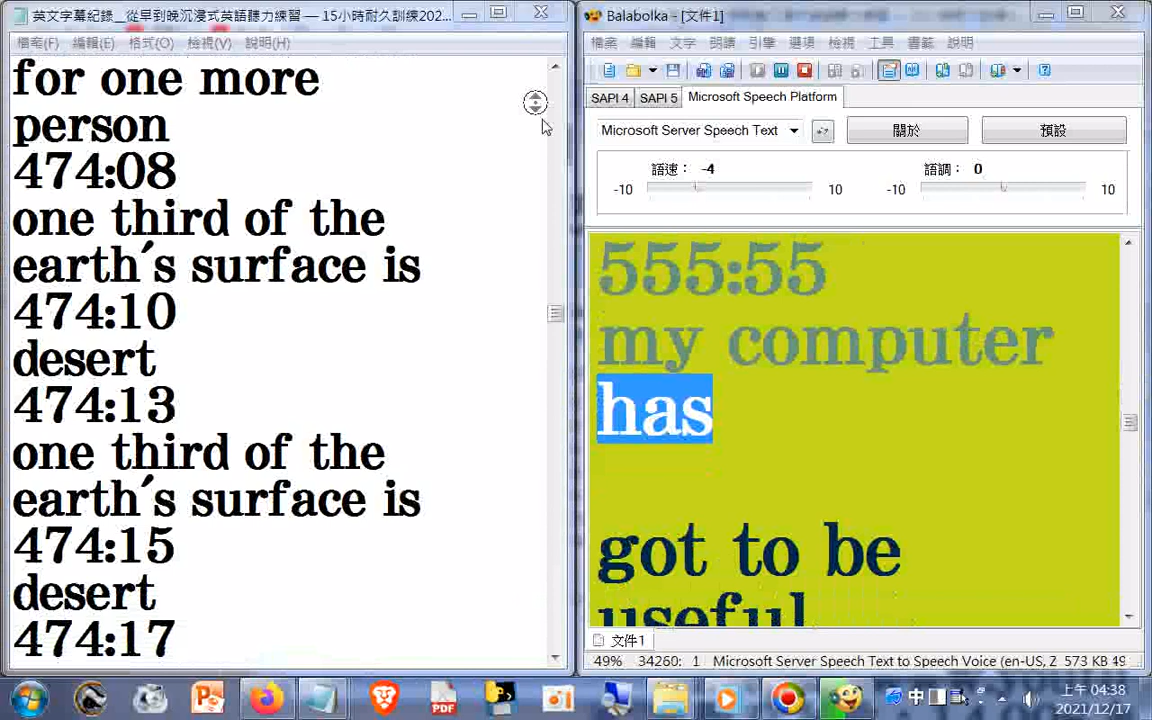 英文字幕紀錄__從早到晚沉浸式英語聽力練習 — 15小時耐久訓練202...
檔案(F) 編輯(E) 格式(O) 檢視(V) 說明(H)
for one more
person
474:08
one third of the
earth´s surface is
474:10
desert
474:13
one third of the
earth´s surface is
474:15
desert
474:17
Balabolka - [文件1]
檔案 編輯 文字 朗讀 引擎 選項 檢視 工具 書籤 說明
SAPI 4 SAPI 5 Microsoft Speech Platform
Microsoft Server Speech Text 關於 預設
語速： -4 語調： 0
-10 10 -10 10
555:55
my computer
has
got to be
useful
文件1
49% 34260: 1 Microsoft Server Speech Text to Speech Voice (en-US, 2 573 KB 49
PDF 中 上午 04:38
2021/12/17